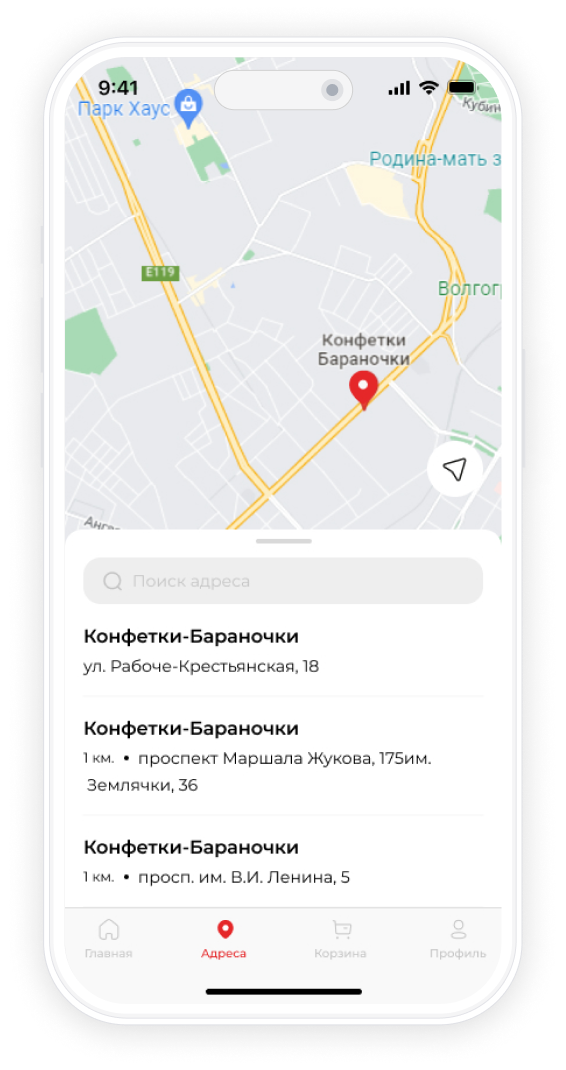 9:41
Парк Хаус
Кубин
Родина-мать з
E119
Волгог
Конфетки
Бараночки
Анге
Поиск адреса
Конфетки-Бараночки
ул. Рабоче-Крестьянская, 18
Конфетки-Бараночки
1 км. • проспект Маршала Жукова, 175им.
Землячки, 36
Конфетки-Бараночки
1 км. • просп. им. В.И. Ленина, 5
Главная
Адреса
Корзина
Профиль